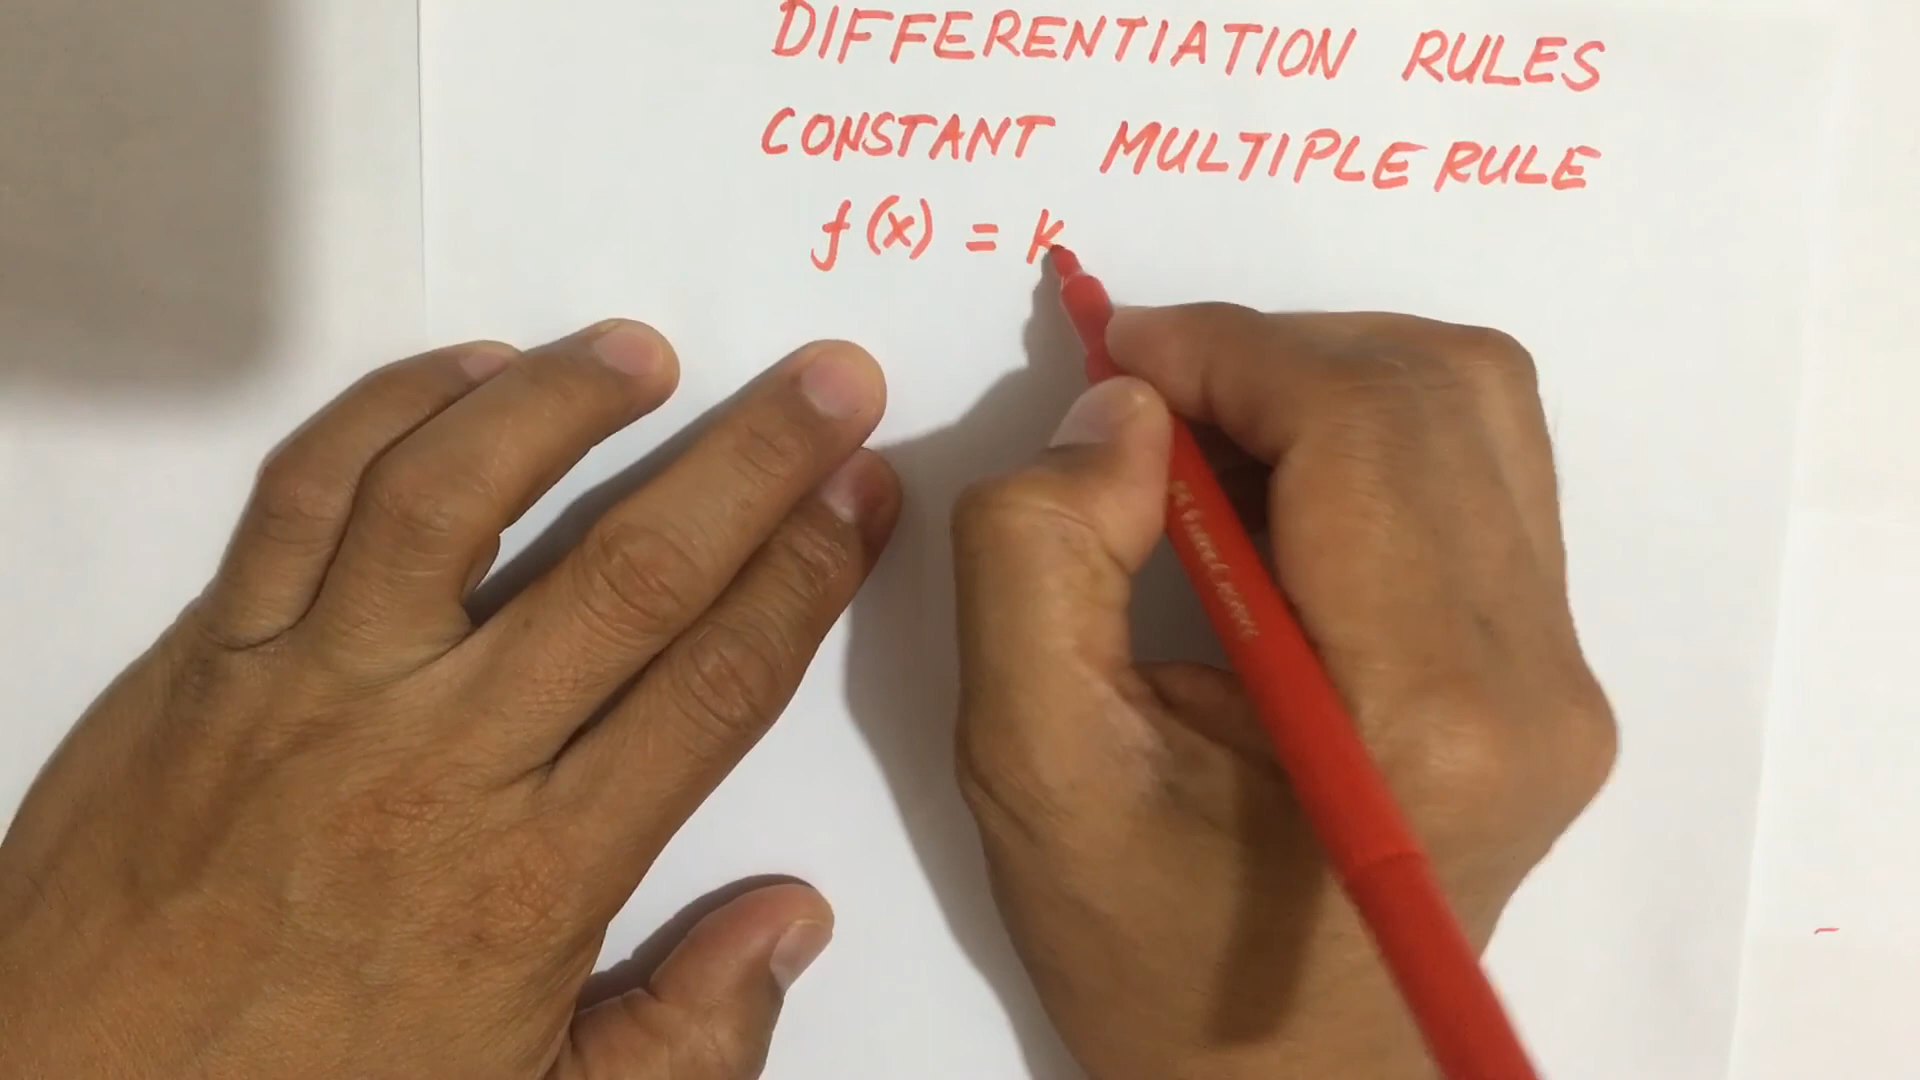 DIFFERENTIATION RULES
CONSTANT MULTIPLE RULE
f(x) = K